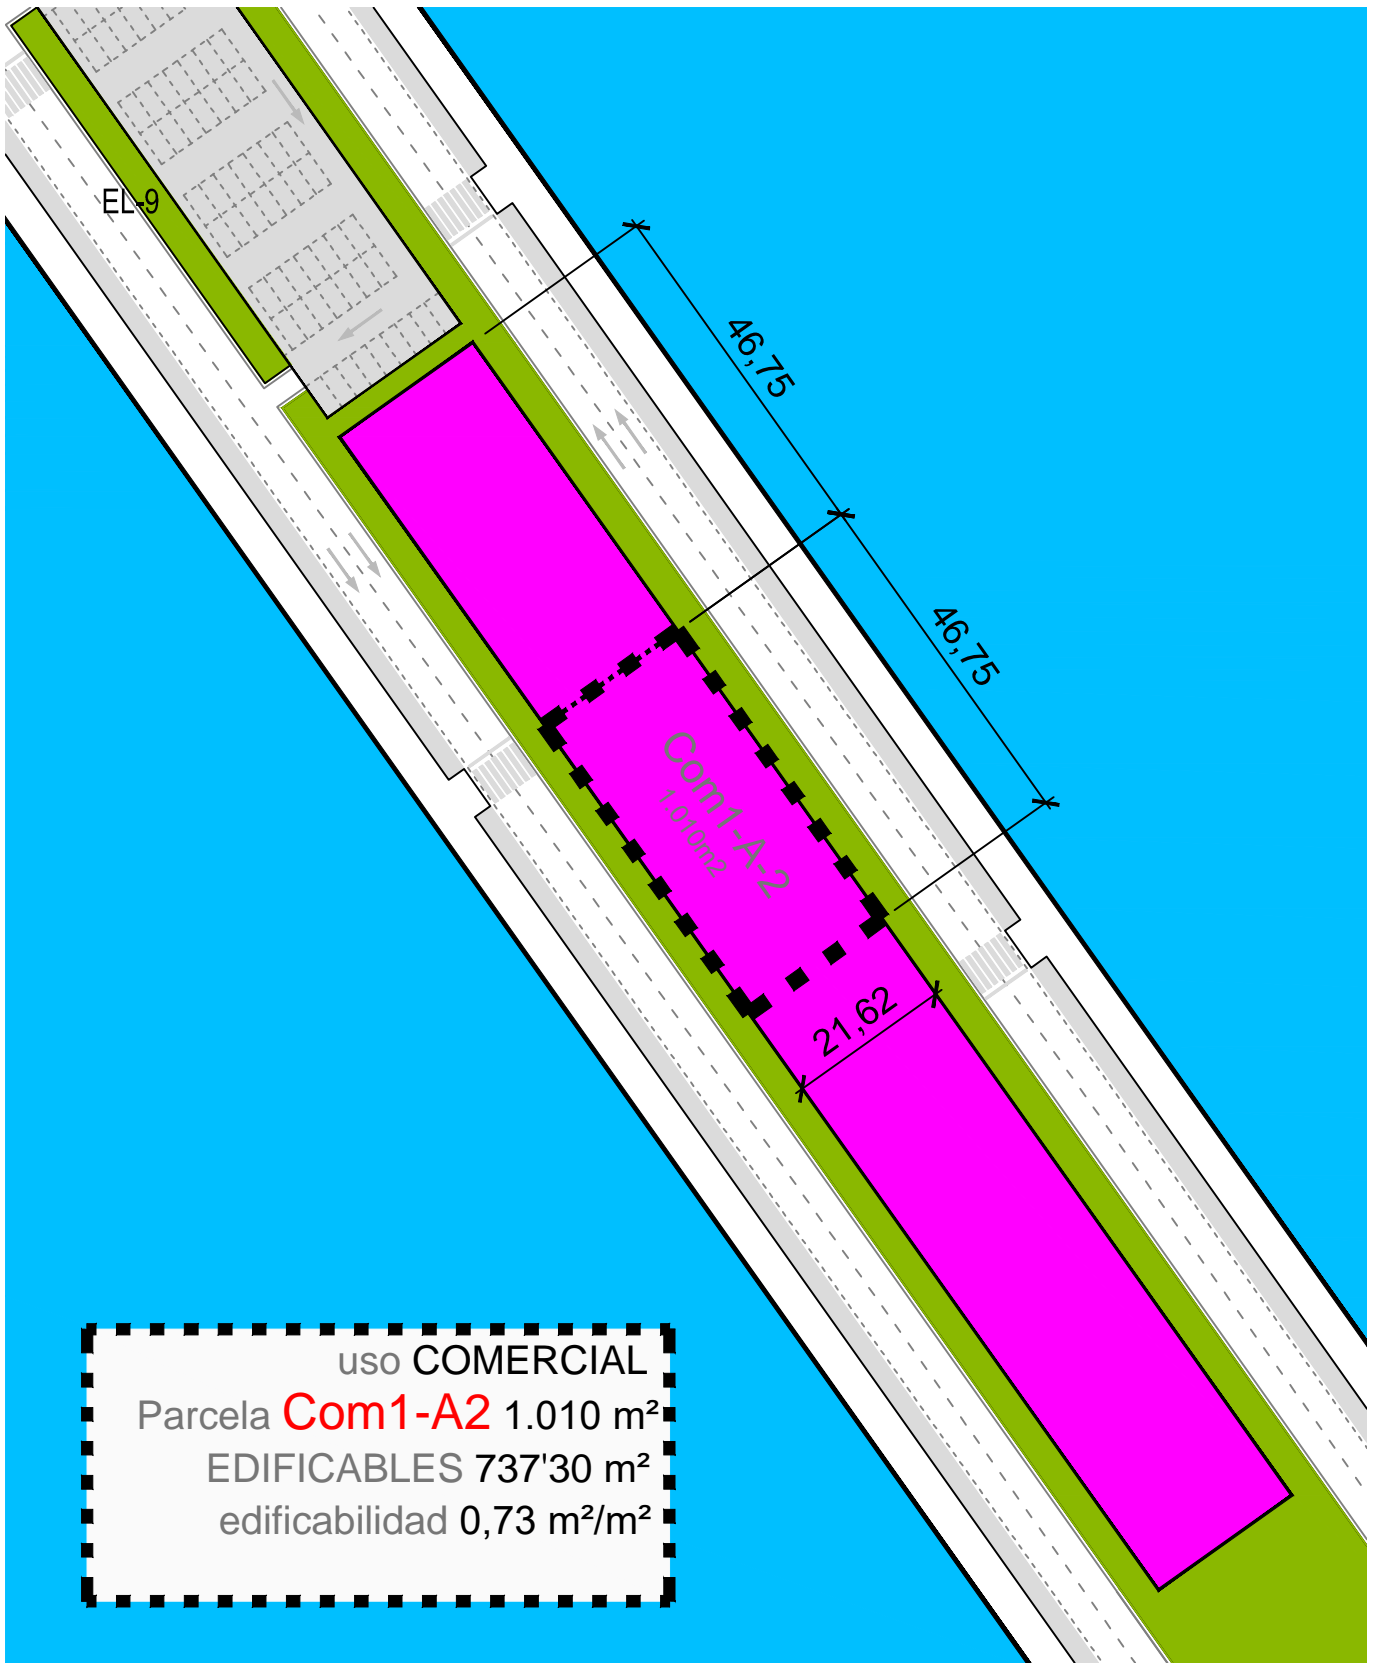 EL-9
46,75
46,75
Com1-A-2
1.010m2
21,62
uso COMERCIAL
Parcela Com1-A2 1.010 m²
EDIFICABLES 737'30 m²
edificabilidad 0,73 m²/m²